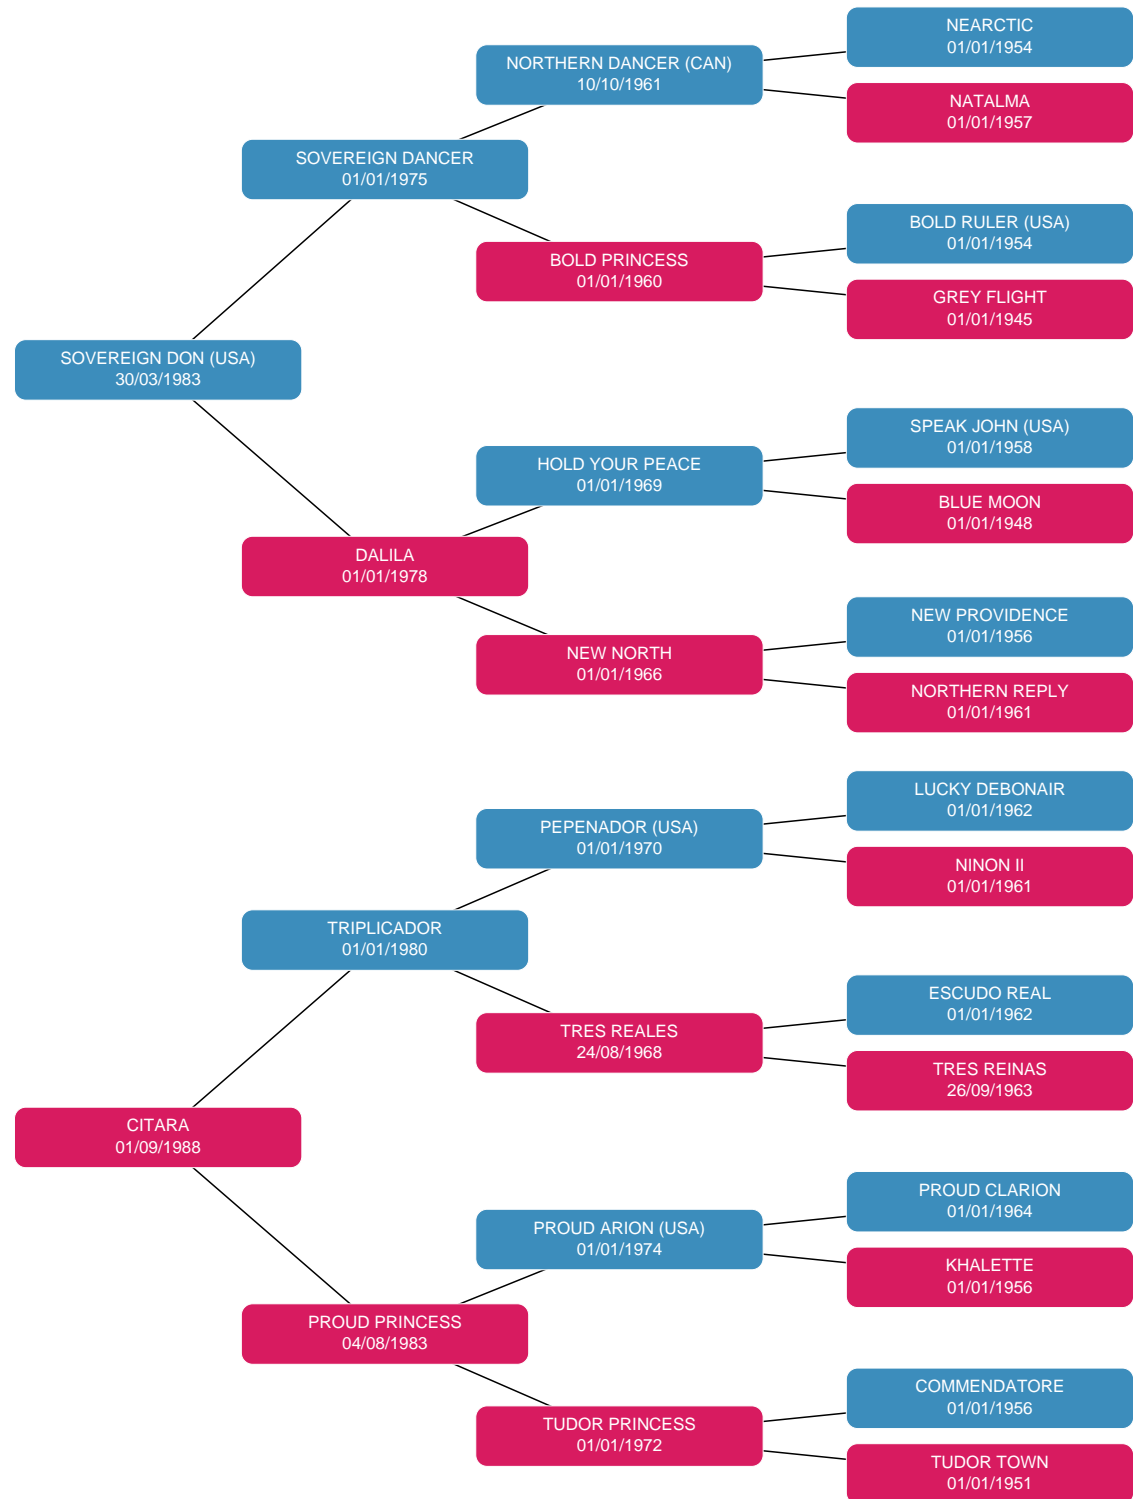 NEARCTIC
01/01/1954
NORTHERN DANCER (CAN)
10/10/1961
NATALMA
01/01/1957
SOVEREIGN DANCER
01/01/1975
BOLD RULER (USA)
01/01/1954
BOLD PRINCESS
01/01/1960
GREY FLIGHT
01/01/1945
SOVEREIGN DON (USA)
30/03/1983
SPEAK JOHN (USA)
01/01/1958
HOLD YOUR PEACE
01/01/1969
BLUE MOON
01/01/1948
DALILA
01/01/1978
NEW PROVIDENCE
01/01/1956
NEW NORTH
01/01/1966
NORTHERN REPLY
01/01/1961
LUCKY DEBONAIR
01/01/1962
PEPENADOR (USA)
01/01/1970
NINON II
01/01/1961
TRIPLICADOR
01/01/1980
ESCUDO REAL
01/01/1962
TRES REALES
24/08/1968
TRES REINAS
26/09/1963
CITARA
01/09/1988
PROUD CLARION
01/01/1964
PROUD ARION (USA)
01/01/1974
KHALETTE
01/01/1956
PROUD PRINCESS
04/08/1983
COMMENDATORE
01/01/1956
TUDOR PRINCESS
01/01/1972
TUDOR TOWN
01/01/1951